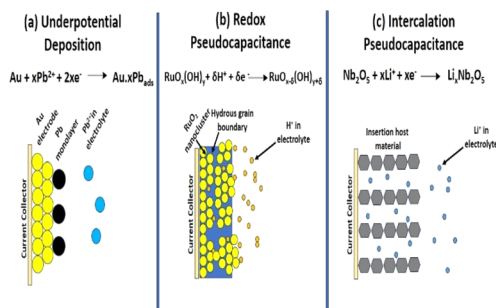 (a) Underpotential
Deposition
Au + xPb²⁺ + 2xe⁻ → Au.xPb_ads
Au
electrode
Pb
monolayer
Pb²⁺in
electrolyte
Current Collector
(b) Redox
Pseudocapacitance
RuOₓ(OH)ᵧ + δH⁺ + δe⁻ → RuOₓ₋δ(OH)ᵧ₊δ
RuO₂
nanocluster
Hydrous grain
boundary
H⁺ in
electrolyte
Current Collector
(c) Intercalation
Pseudocapacitance
Nb₂O₅ + xLi⁺ + xe⁻ → LiₓNb₂O₅
Insertion host
material
Li⁺ in
electrolyte
Current Collector